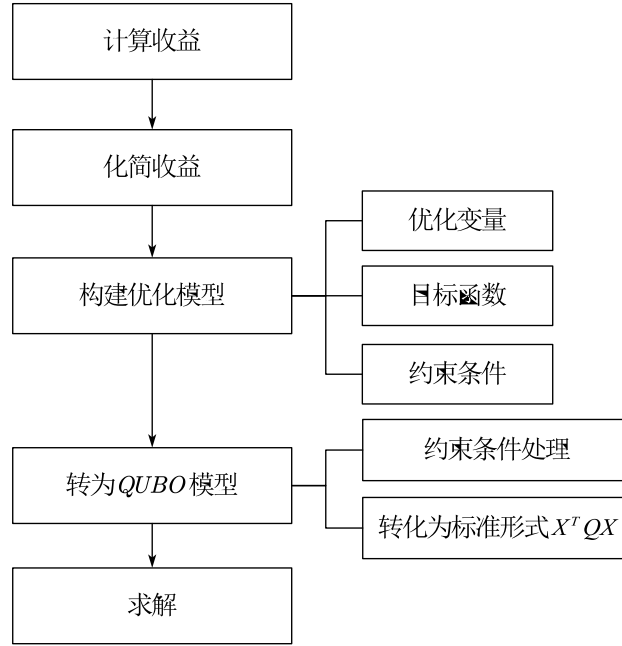 计算收益
化简收益
构建优化模型
优化变量
目标函数
约束条件
转为QUBO模型
约束条件处理
转化为标准形式X^T QX
求解